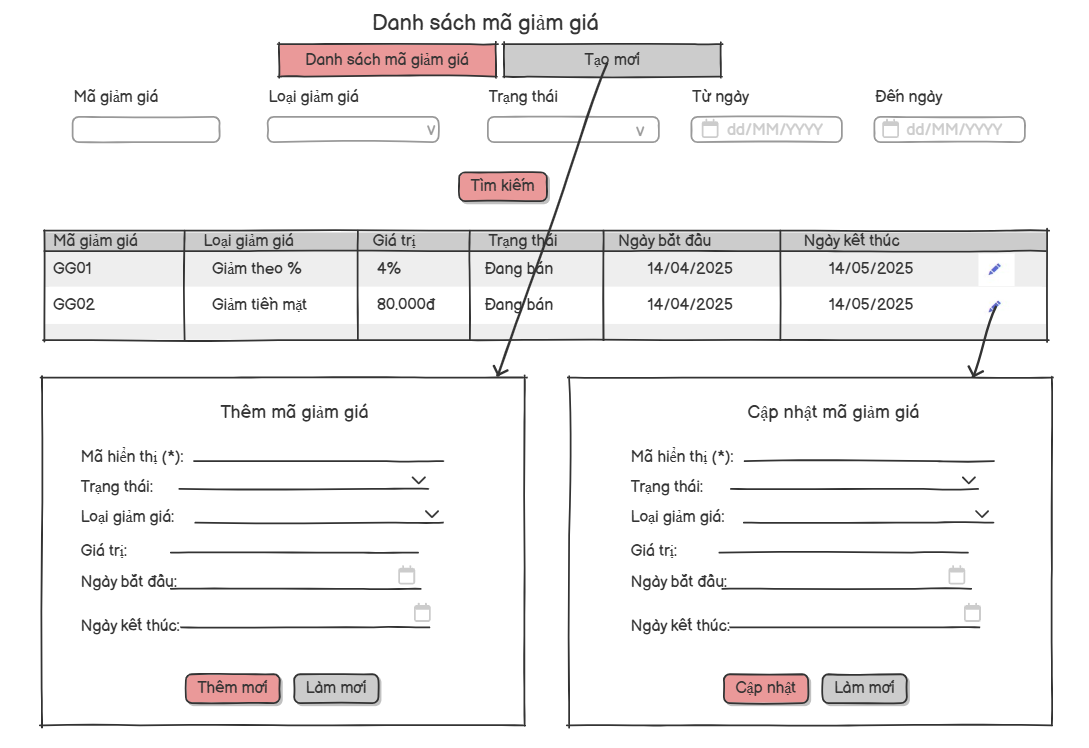 Danh sách mã giảm giá
Danh sách mã giảm giá Tạo mới
Mã giảm giá Loại giảm giá Trạng thái Từ ngày Đến ngày
dd/MM/YYYY dd/MM/YYYY
Tìm kiếm
Mã giảm giá Loại giảm giá Giá trị Trạng thái Ngày bắt đầu Ngày kết thúc
GG01 Giảm theo % 4% Đang bán 14/04/2025 14/05/2025
GG02 Giảm tiền mặt 80.000đ Đang bán 14/04/2025 14/05/2025
Thêm mã giảm giá
Mã hiển thị (*):
Trạng thái:
Loại giảm giá:
Giá trị:
Ngày bắt đầu:
Ngày kết thúc:
Thêm mới Làm mới
Cập nhật mã giảm giá
Mã hiển thị (*):
Trạng thái:
Loại giảm giá:
Giá trị:
Ngày bắt đầu:
Ngày kết thúc:
Cập nhật Làm mới